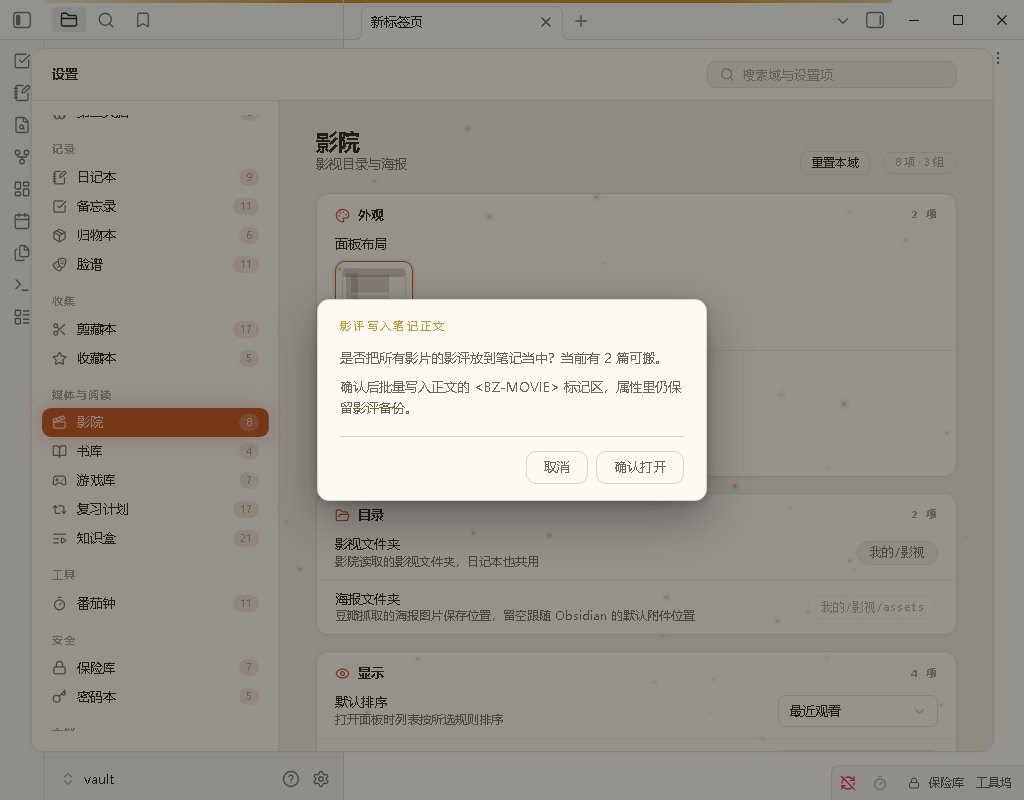 新标签页
设置
搜索域与设置项
记录
日记本 9
备忘录 11
归物本 6
脸谱 11
收集
剪藏本 17
收藏本 5
媒体与阅读
影院 8
书库 4
游戏库 7
复习计划 17
知识盒 21
工具
番茄钟 11
安全
保险库 7
密码本 5
vault
影院
影视目录与海报
重置本域
8 项 · 3 组
外观
2 项
面板布局
影评写入笔记正文
是否把所有影片的影评放到笔记当中？当前有 2 篇可搬。
确认后批量写入正文的 <BZ-MOVIE> 标记区，属性里仍保
留影评备份。
取消
确认打开
目录
2 项
影视文件夹
影院读取的影视文件夹，日记本也共用
我的/影视
海报文件夹
豆瓣抓取的海报图片保存位置，留空跟随 Obsidian 的默认附件位置
我的/影视/assets
显示
4 项
默认排序
打开面板时列表按所选规则排序
最近观看
保险库
工具坞